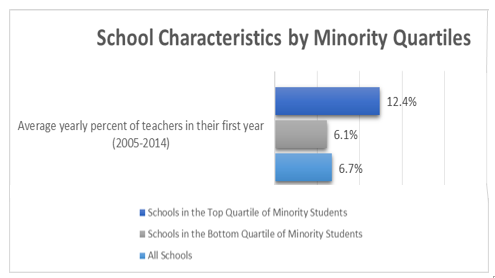 School Characteristics by Minority Quartiles
12.4%
Average yearly percent of teachers in their first year
(2005-2014)
6.1%
6.7%
Schools in the Top Quartile of Minority Students
Schools in the Bottom Quartile of Minority Students
All Schools